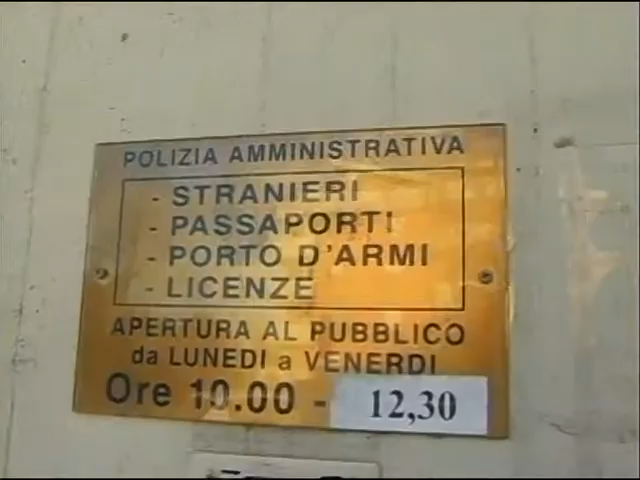 POLIZIA AMMINISTRATIVA
- STRANIERI
- PASSAPORTI
- PORTO D'ARMI
- LICENZE
APERTURA AL PUBBLICO
da LUNEDI a VENERDI
Ore 10.00 - 12,30